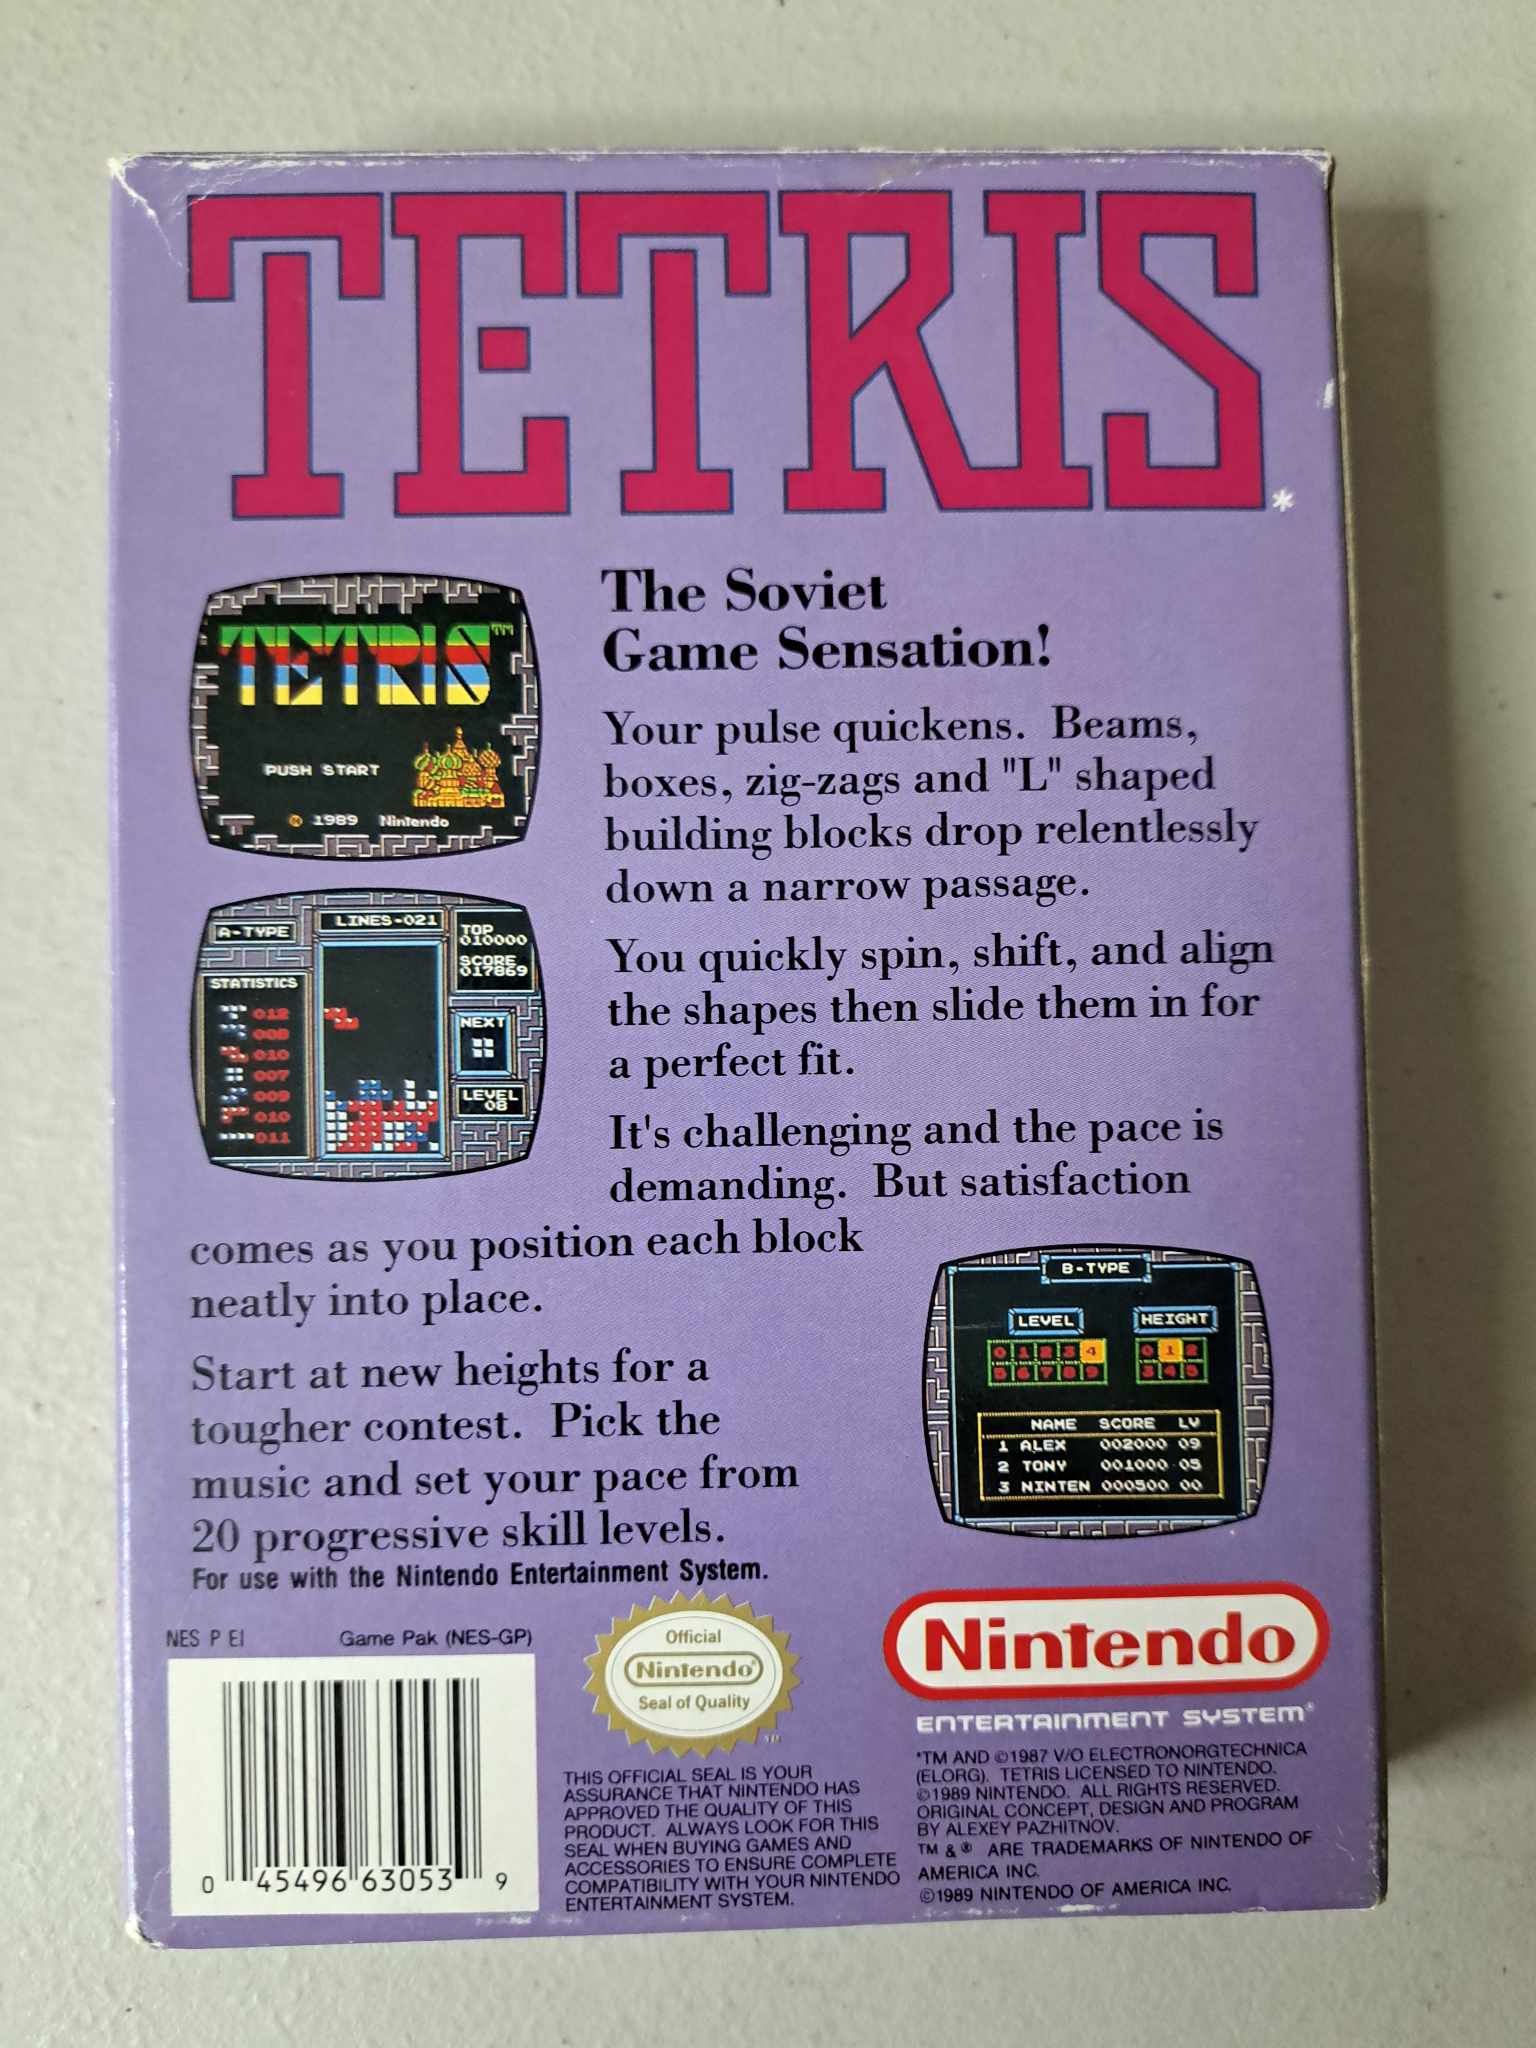 TETRIS*
The Soviet
Game Sensation!
TETRIS™
PUSH START
© 1989 Nintendo
Your pulse quickens. Beams,
boxes, zig-zags and "L" shaped
building blocks drop relentlessly
down a narrow passage.
A-TYPE
LINES-021
TOP
010000
SCORE
017869
STATISTICS
012
008
010
007
009
010
011
NEXT
LEVEL
08
You quickly spin, shift, and align
the shapes then slide them in for
a perfect fit.
It's challenging and the pace is
demanding. But satisfaction
comes as you position each block
neatly into place.
Start at new heights for a
tougher contest. Pick the
music and set your pace from
20 progressive skill levels.
For use with the Nintendo Entertainment System.
B-TYPE
LEVEL HEIGHT
0 1 2 3 4 0 1 2
5 6 7 8 9 3 4 5
NAME SCORE LV
1 ALEX 002000 09
2 TONY 001000 05
3 NINTEN 000500 00
NES P EI Game Pak (NES-GP)
0 45496 63053 9
Official
Nintendo®
Seal of Quality
™
THIS OFFICIAL SEAL IS YOUR
ASSURANCE THAT NINTENDO HAS
APPROVED THE QUALITY OF THIS
PRODUCT. ALWAYS LOOK FOR THIS
SEAL WHEN BUYING GAMES AND
ACCESSORIES TO ENSURE COMPLETE
COMPATIBILITY WITH YOUR NINTENDO
ENTERTAINMENT SYSTEM.
Nintendo
ENTERTAINMENT SYSTEM®
*TM AND ©1987 V/O ELECTRONORGTECHNICA
(ELORG). TETRIS LICENSED TO NINTENDO.
©1989 NINTENDO. ALL RIGHTS RESERVED.
ORIGINAL CONCEPT, DESIGN AND PROGRAM
BY ALEXEY PAZHITNOV.
TM & ® ARE TRADEMARKS OF NINTENDO OF
AMERICA INC.
©1989 NINTENDO OF AMERICA INC.